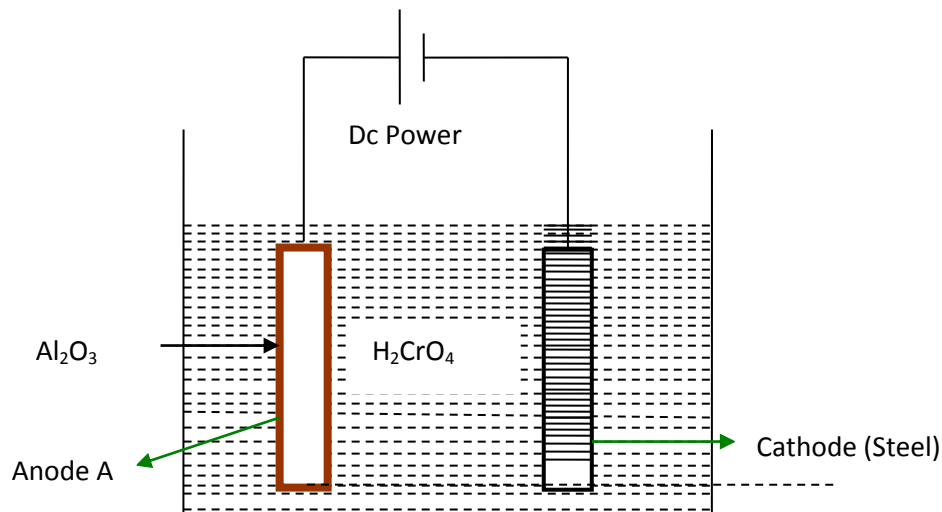 Dc Power
Al₂O₃
H₂CrO₄
Cathode (Steel)
Anode A